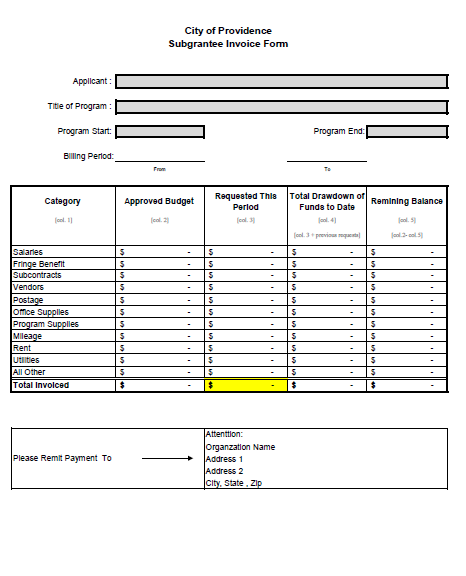 City of Providence
Subgrantee Invoice Form
Applicant :
Title of Program :
Program Start: Program End:
Billing Period:
From To
Category Approved Budget Requested This Period Total Drawdown of Funds to Date Remining Balance
[col. 1] [col. 2] [col. 3] [col. 4] [col. 5]
[col. 3 + previous requests] [col.2- col.5]
Salaries $ - $ - $ - $ -
Fringe Benefit $ - $ - $ - $ -
Subcontracts $ - $ - $ - $ -
Vendors $ - $ - $ - $ -
Postage $ - $ - $ - $ -
Office Supplies $ - $ - $ - $ -
Program Supplies $ - $ - $ - $ -
Mileage $ - $ - $ - $ -
Rent $ - $ - $ - $ -
Utilities $ - $ - $ - $ -
All Other $ - $ - $ - $ -
Total Invoiced $ - $ - $ - $ -
Please Remit Payment To
Attenttion:
Organzation Name
Address 1
Address 2
City, State , Zip